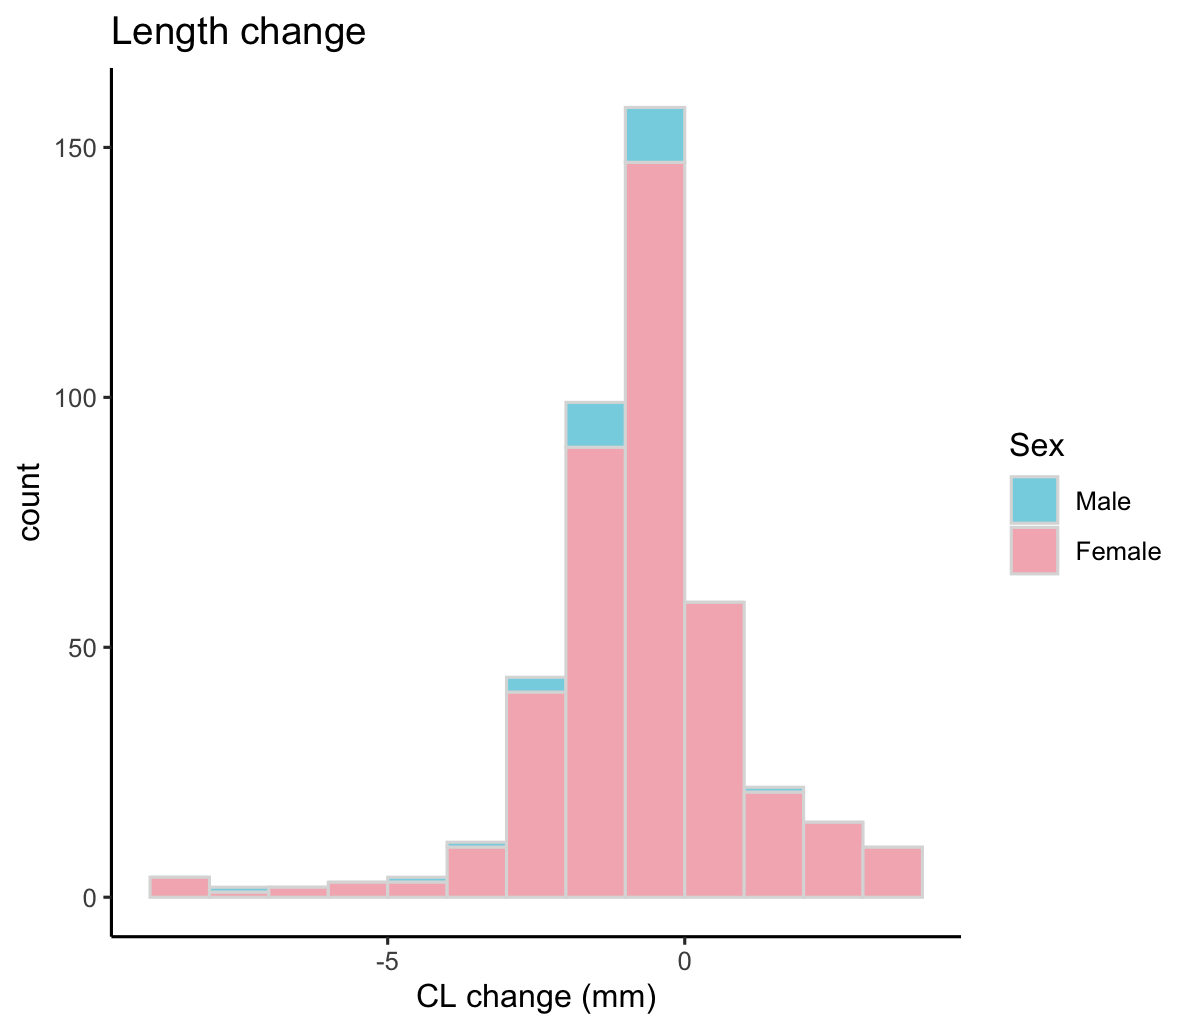 Length change
150
100
50
0
count
-5
0
CL change (mm)
Sex
Male
Female